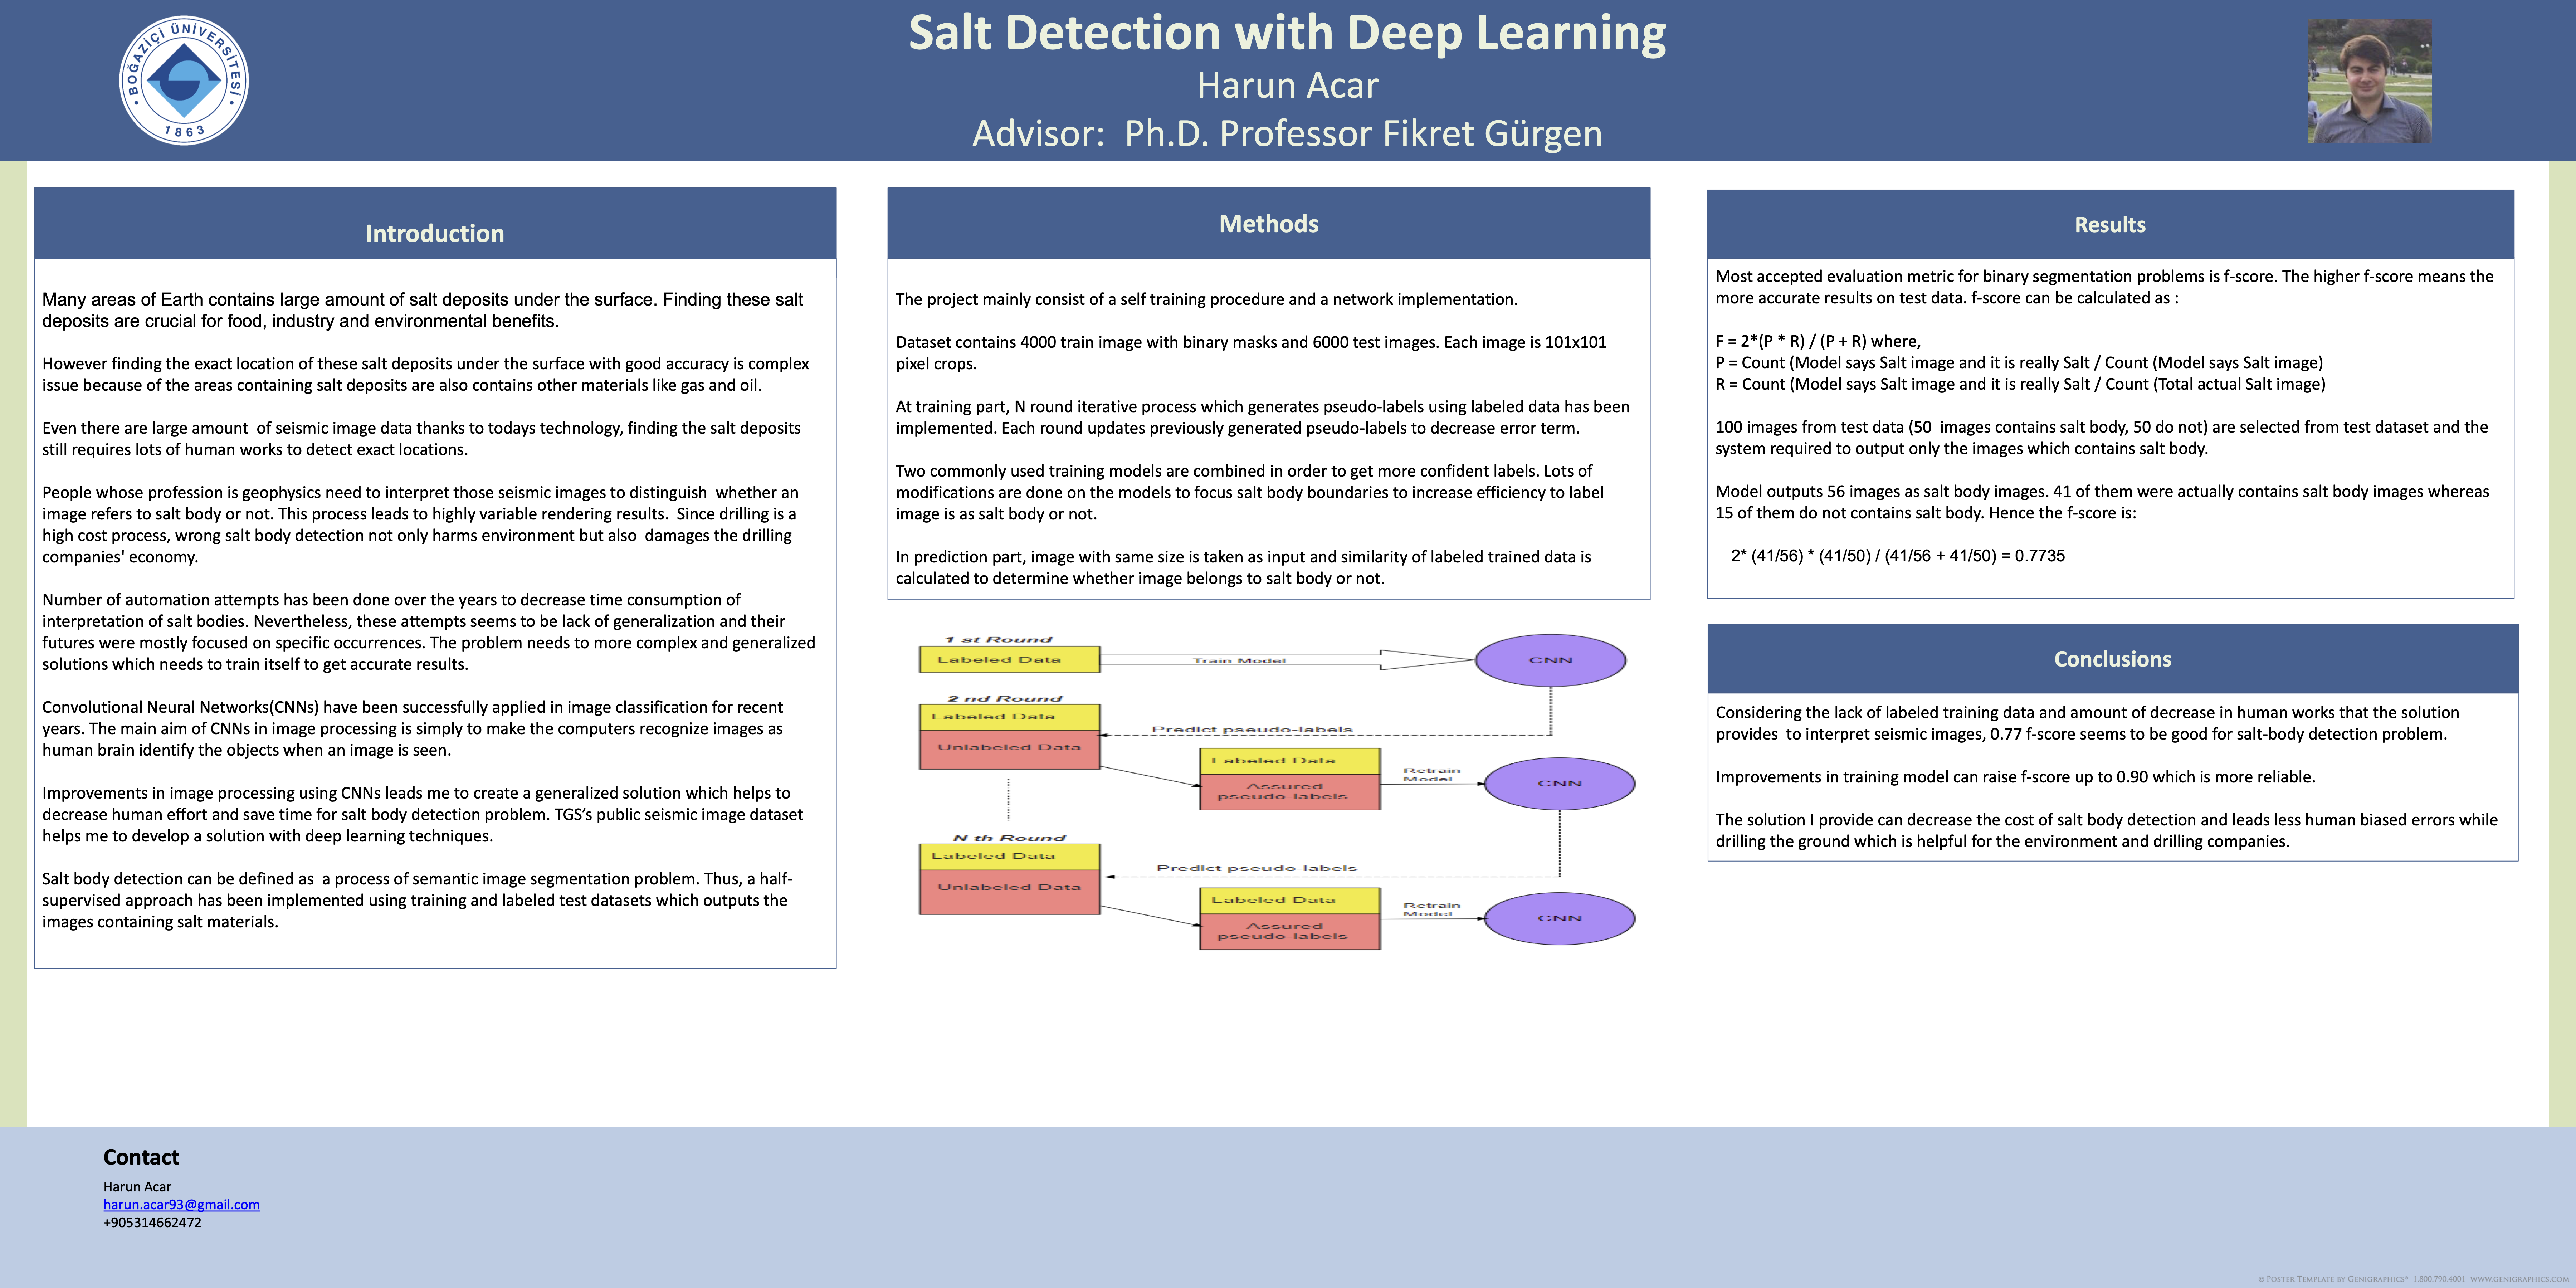 BOĞAZİÇİ ÜNİVERSİTESİ
1863
Salt Detection with Deep Learning
Harun Acar
Advisor: Ph.D. Professor Fikret Gürgen
Introduction
Many areas of Earth contains large amount of salt deposits under the surface. Finding these salt
deposits are crucial for food, industry and environmental benefits.
However finding the exact location of these salt deposits under the surface with good accuracy is complex
issue because of the areas containing salt deposits are also contains other materials like gas and oil.
Even there are large amount of seismic image data thanks to todays technology, finding the salt deposits
still requires lots of human works to detect exact locations.
People whose profession is geophysics need to interpret those seismic images to distinguish whether an
image refers to salt body or not. This process leads to highly variable rendering results. Since drilling is a
high cost process, wrong salt body detection not only harms environment but also damages the drilling
companies' economy.
Number of automation attempts has been done over the years to decrease time consumption of
interpretation of salt bodies. Nevertheless, these attempts seems to be lack of generalization and their
futures were mostly focused on specific occurrences. The problem needs to more complex and generalized
solutions which needs to train itself to get accurate results.
Convolutional Neural Networks(CNNs) have been successfully applied in image classification for recent
years. The main aim of CNNs in image processing is simply to make the computers recognize images as
human brain identify the objects when an image is seen.
Improvements in image processing using CNNs leads me to create a generalized solution which helps to
decrease human effort and save time for salt body detection problem. TGS’s public seismic image dataset
helps me to develop a solution with deep learning techniques.
Salt body detection can be defined as a process of semantic image segmentation problem. Thus, a half-
supervised approach has been implemented using training and labeled test datasets which outputs the
images containing salt materials.
Methods
The project mainly consist of a self training procedure and a network implementation.
Dataset contains 4000 train image with binary masks and 6000 test images. Each image is 101x101
pixel crops.
At training part, N round iterative process which generates pseudo-labels using labeled data has been
implemented. Each round updates previously generated pseudo-labels to decrease error term.
Two commonly used training models are combined in order to get more confident labels. Lots of
modifications are done on the models to focus salt body boundaries to increase efficiency to label
image is as salt body or not.
In prediction part, image with same size is taken as input and similarity of labeled trained data is
calculated to determine whether image belongs to salt body or not.
1 st Round
Labeled Data
Train Model
CNN
2 nd Round
Labeled Data
Unlabeled Data
Predict pseudo-labels
Labeled Data
Assured
pseudo-labels
Retrain
Model
CNN
N th Round
Labeled Data
Unlabeled Data
Predict pseudo-labels
Labeled Data
Assured
pseudo-labels
Retrain
Model
CNN
Results
Most accepted evaluation metric for binary segmentation problems is f-score. The higher f-score means the
more accurate results on test data. f-score can be calculated as :
F = 2*(P * R) / (P + R) where,
P = Count (Model says Salt image and it is really Salt / Count (Model says Salt image)
R = Count (Model says Salt image and it is really Salt / Count (Total actual Salt image)
100 images from test data (50 images contains salt body, 50 do not) are selected from test dataset and the
system required to output only the images which contains salt body.
Model outputs 56 images as salt body images. 41 of them were actually contains salt body images whereas
15 of them do not contains salt body. Hence the f-score is:
2* (41/56) * (41/50) / (41/56 + 41/50) = 0.7735
Conclusions
Considering the lack of labeled training data and amount of decrease in human works that the solution
provides to interpret seismic images, 0.77 f-score seems to be good for salt-body detection problem.
Improvements in training model can raise f-score up to 0.90 which is more reliable.
The solution I provide can decrease the cost of salt body detection and leads less human biased errors while
drilling the ground which is helpful for the environment and drilling companies.
Contact
Harun Acar
harun.acar93@gmail.com
+905314662472
© POSTER TEMPLATE BY GENIGRAPHICS® 1.800.790.4001 WWW.GENIGRAPHICS.COM